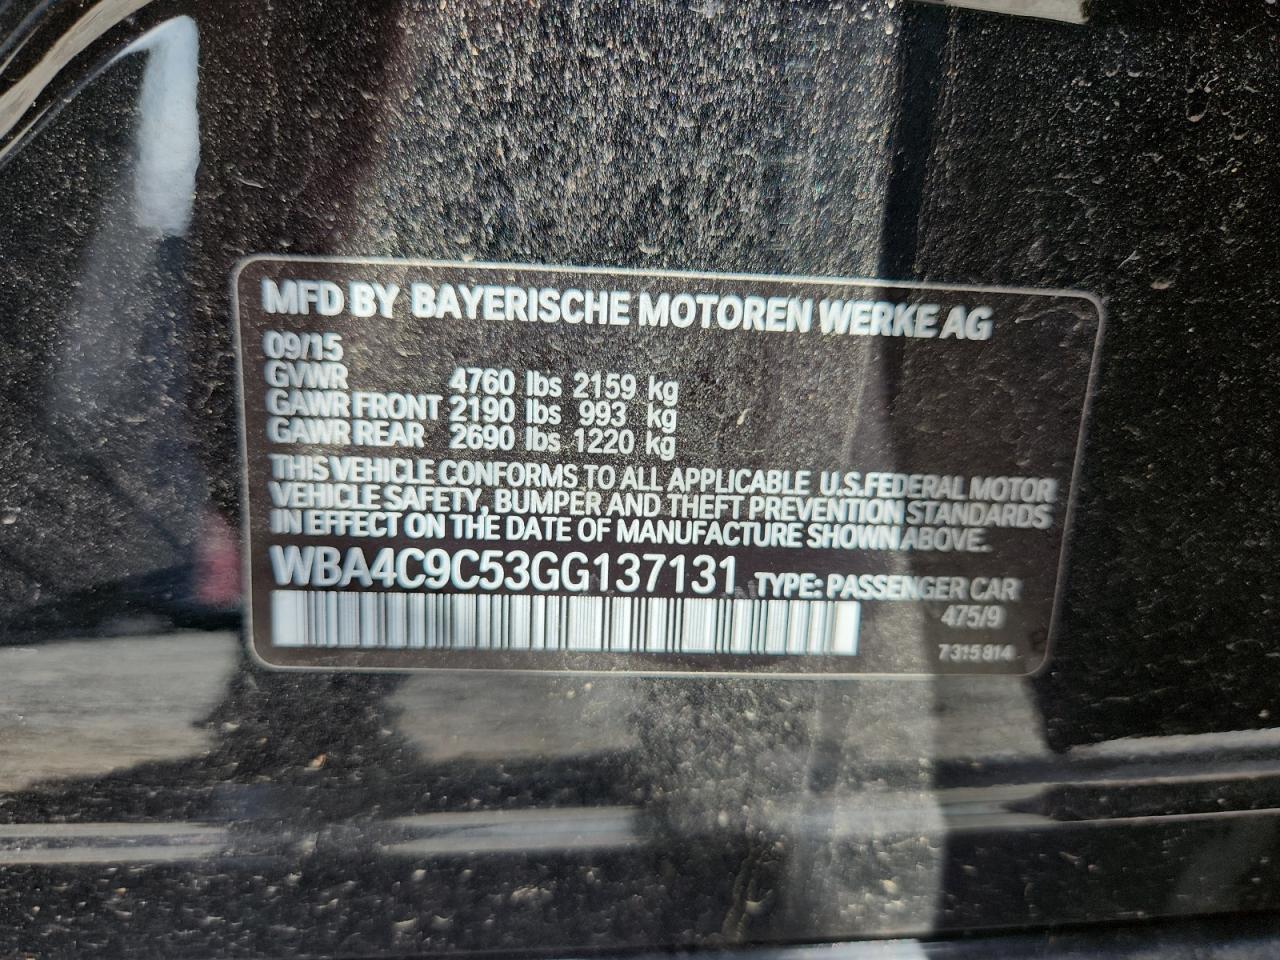 MFD BY BAYERISCHE MOTOREN WERKE AG
09/15
GVWR 4760 lbs 2159 kg
GAWR FRONT 2190 lbs 993 kg
GAWR REAR 2690 lbs 1220 kg
THIS VEHICLE CONFORMS TO ALL APPLICABLE U.S.FEDERAL MOTOR
VEHICLE SAFETY, BUMPER AND THEFT PREVENTION STANDARDS
IN EFFECT ON THE DATE OF MANUFACTURE SHOWN ABOVE.
WBA4C9C53GG137131 TYPE: PASSENGER CAR
475/9
7315814